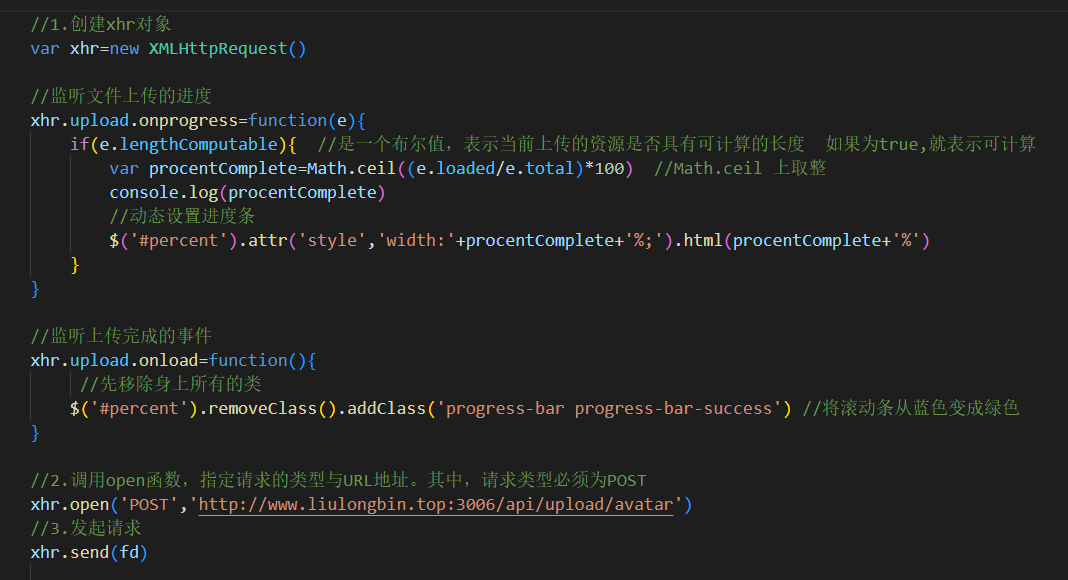 //1.创建xhr对象
var xhr=new XMLHttpRequest()
//监听文件上传的进度
xhr.upload.onprogress=function(e){
if(e.lengthComputable){  //是一个布尔值，表示当前上传的资源是否具有可计算的长度  如果为true,就表示可计算
var procentComplete=Math.ceil((e.loaded/e.total)*100)  //Math.ceil 上取整
console.log(procentComplete)
//动态设置进度条
$('#percent').attr('style','width:'+procentComplete+'%;').html(procentComplete+'%')
}
}
//监听上传完成的事件
xhr.upload.onload=function(){
//先移除身上所有的类
$('#percent').removeClass().addClass('progress-bar progress-bar-success') //将滚动条从蓝色变成绿色
}
//2.调用open函数，指定请求的类型与URL地址。其中，请求类型必须为POST
xhr.open('POST','http://www.liulongbin.top:3006/api/upload/avatar')
//3.发起请求
xhr.send(fd)